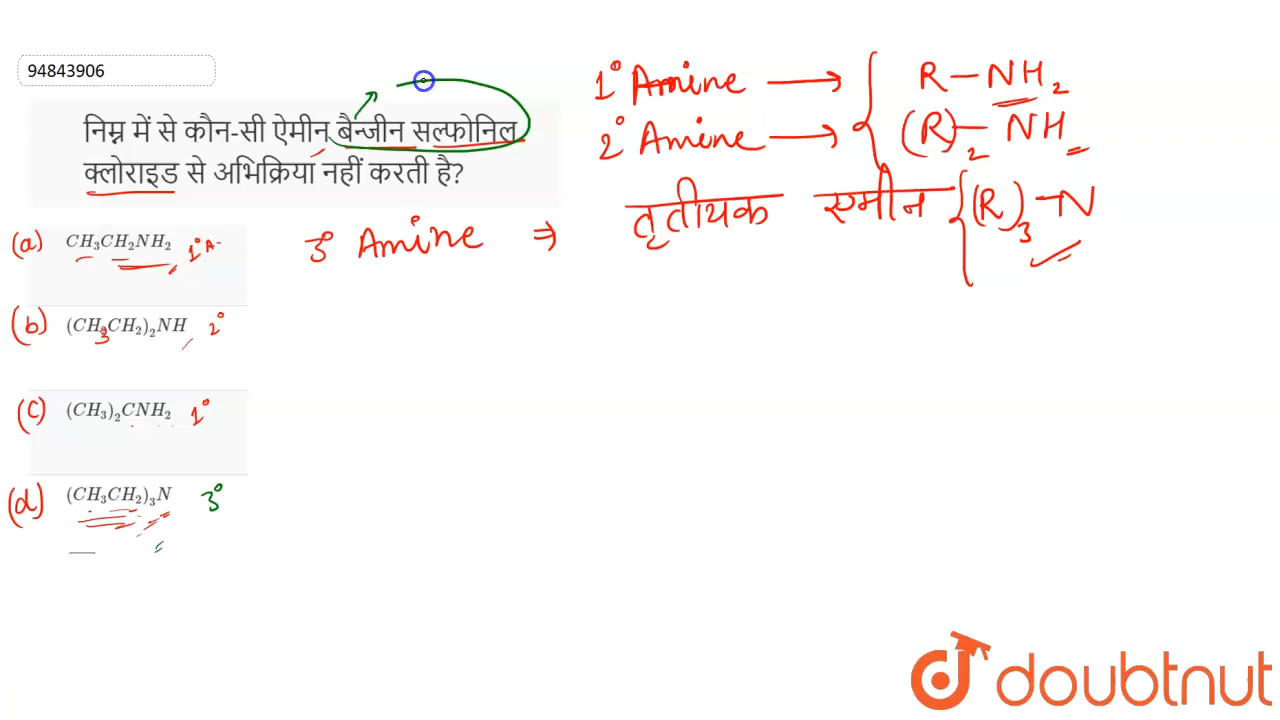 94843906
निम्न में से कौन-सी ऐमीन बैन्जीन सल्फोनिल
क्लोराइड से अभिक्रिया नहीं करती है?
1° Amine → R-NH₂
2° Amine → (R)₂-NH
तृतीयक एमीन (R)₃-N
3° Amine ⇒
(a) CH₃CH₂NH₂ 1° A-
(b) (CH₃CH₂)₂NH 2°
(c) (CH₃)₂CNH₂ 1°
(d) (CH₃CH₂)₃N 3°
doubtnut